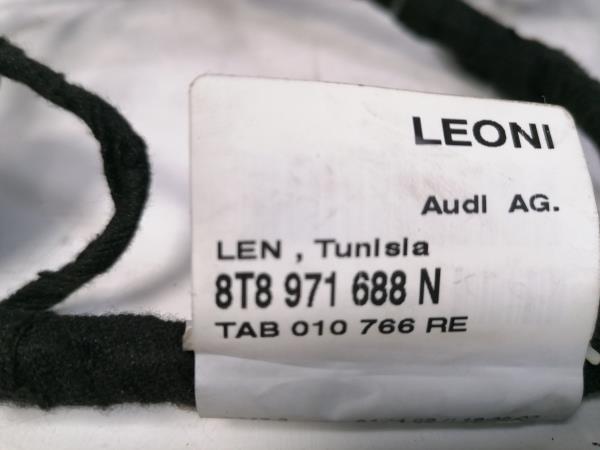 LEONI
Audi AG.
LEN , Tunisia
8T8 971 688 N
TAB 010 766 RE